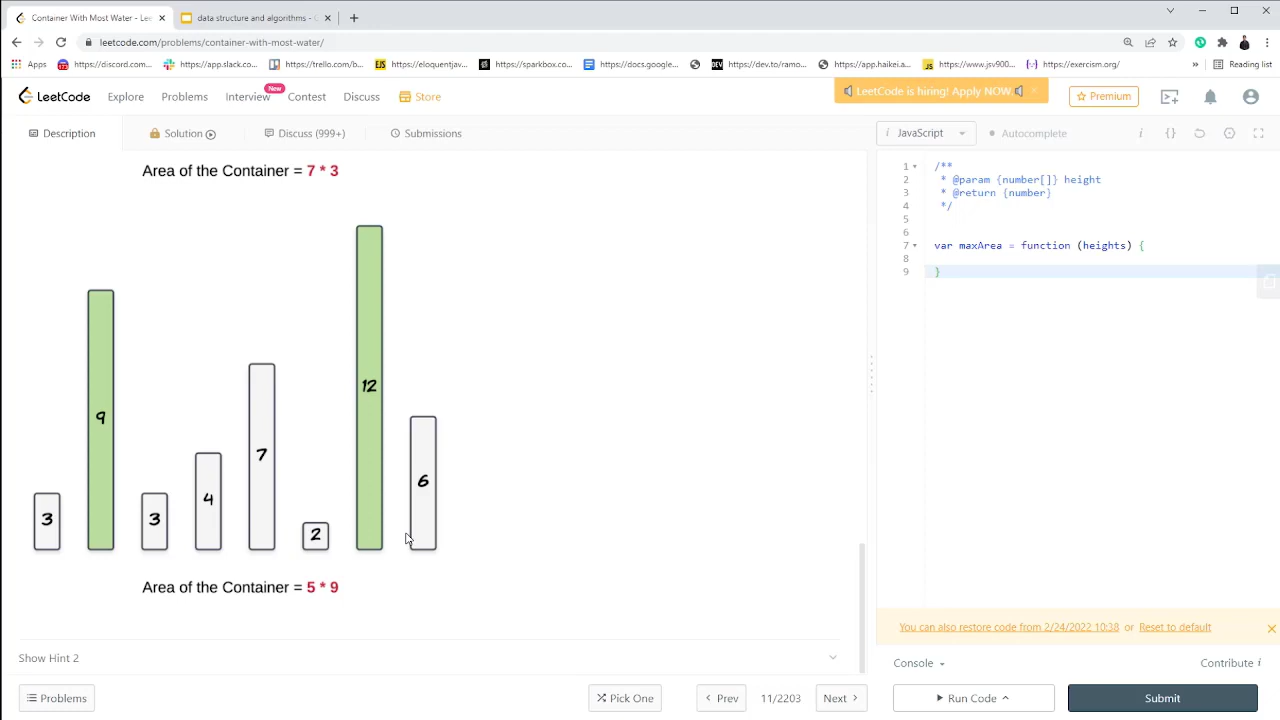 Container With Most Water - Lee
data structure and algorithms - G
leetcode.com/problems/container-with-most-water/
Apps
https://discord.com...
https://app.slack.co...
https://trello.com/b...
https://eloquentjav...
https://sparkbox.co...
https://docs.google...
https://dev.to/ramo...
https://app.haikei.a...
https://www.jsv900...
https://exercism.org/
»
Reading list
LeetCode
Explore
Problems
Interview
New
Contest
Discuss
Store
LeetCode is hiring! Apply NOW.
Premium
Description
Solution
Discuss (999+)
Submissions
i JavaScript
Autocomplete
i
{}
Area of the Container = 7 * 3
3
9
3
4
7
2
12
6
Area of the Container = 5 * 9
1 /**
2 * @param {number[]} height
3 * @return {number}
4 */
5
6
7 var maxArea = function (heights) {
8
9 }
You can also restore code from 2/24/2022 10:38 or Reset to default
Show Hint 2
Console
Contribute i
Problems
Pick One
Prev
11/2203
Next
Run Code
Submit